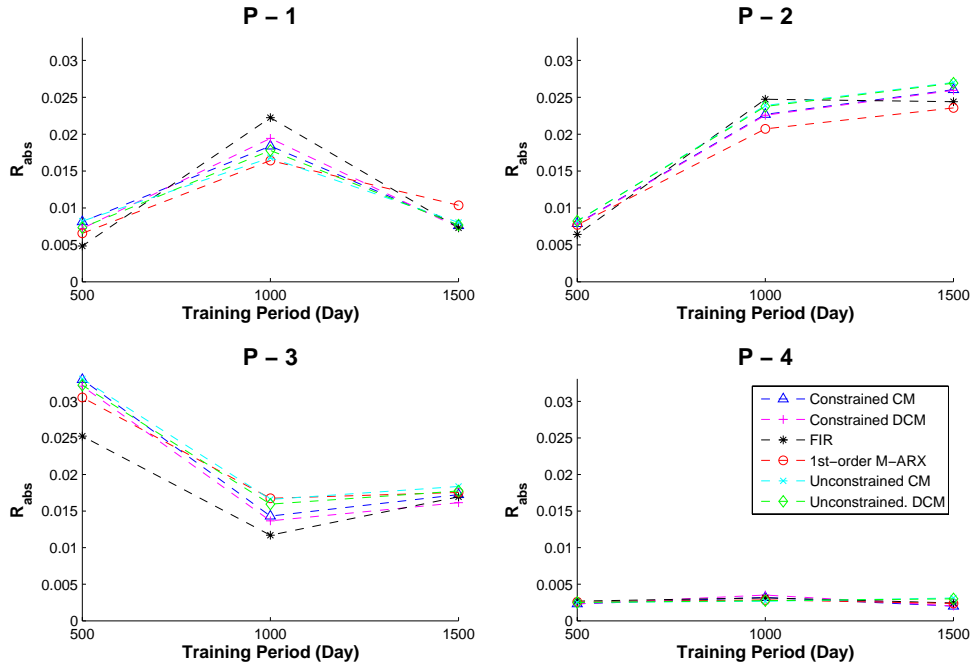 P – 1
0.03
0.025
0.02
0.015
0.01
0.005
0
R_abs
500
1000
1500
Training Period (Day)
P – 2
0.03
0.025
0.02
0.015
0.01
0.005
0
R_abs
500
1000
1500
Training Period (Day)
P – 3
0.03
0.025
0.02
0.015
0.01
0.005
0
R_abs
500
1000
1500
Training Period (Day)
P – 4
0.03
0.025
0.02
0.015
0.01
0.005
0
R_abs
500
1000
1500
Training Period (Day)
Constrained CM
Constrained DCM
FIR
1st–order M–ARX
Unconstrained CM
Unconstrained. DCM